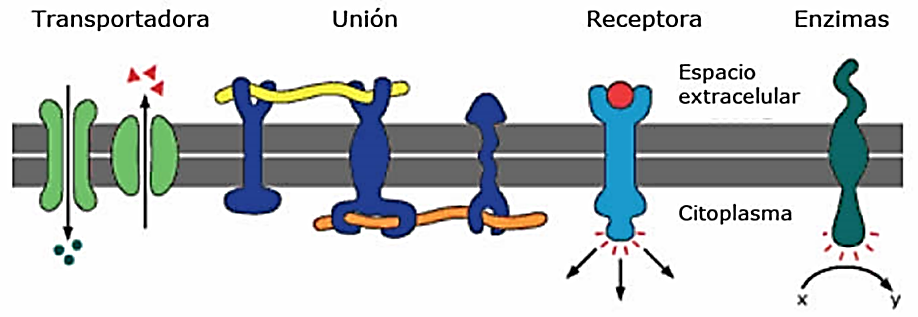 Transportadora
Unión
Receptora
Enzimas
Espacio
extracelular
Citoplasma
x
y